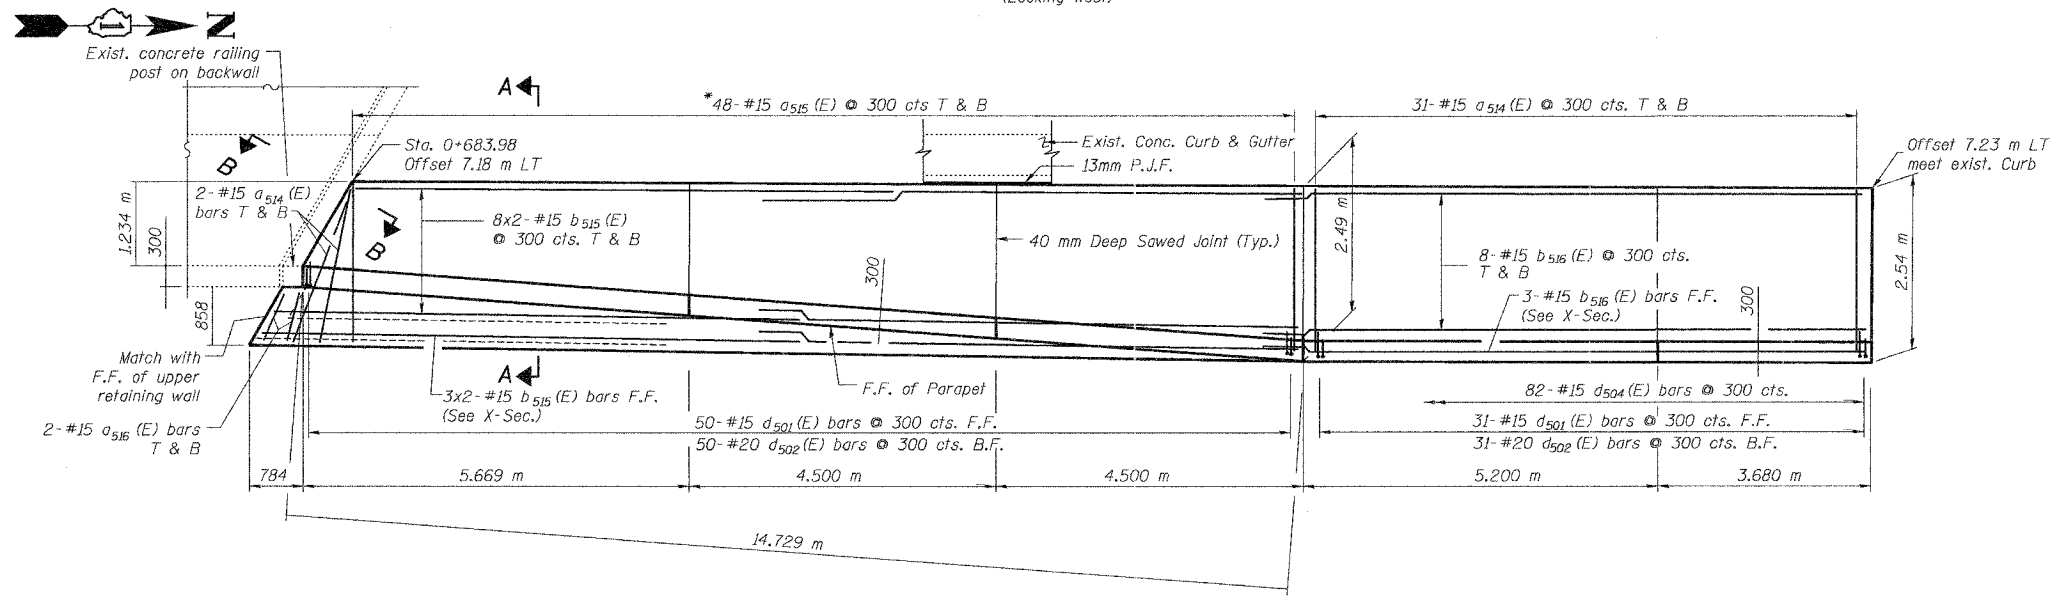 (Looking West)
N
Exist. concrete railing
post on backwall
A
*48-#15 a515(E) @ 300 cts T & B
31-#15 a514(E) @ 300 cts. T & B
B
Sta. 0+683.98
Offset 7.18 m LT
Exist. Conc. Curb & Gutter
13mm P.J.F.
Offset 7.23 m LT
meet exist. Curb
2-#15 a514(E)
bars T & B
1.234 m
300
8x2-#15 b515(E)
@ 300 cts. T & B
B
40 mm Deep Sawed Joint (Typ.)
2.49 m
8-#15 b516(E) @ 300 cts.
T & B
2.54 m
300
3-#15 b516(E) bars F.F.
(See X-Sec.)
300
858
Match with
F.F. of upper
retaining wall
A
F.F. of Parapet
3x2-#15 b515(E) bars F.F.
(See X-Sec.)
82-#15 d504(E) bars @ 300 cts.
2-#15 a516(E) bars
T & B
50-#15 d501(E) bars @ 300 cts. F.F.
50-#20 d502(E) bars @ 300 cts. B.F.
31-#15 d501(E) bars @ 300 cts. F.F.
31-#20 d502(E) bars @ 300 cts. B.F.
784
5.669 m
4.500 m
4.500 m
5.200 m
3.680 m
14.729 m